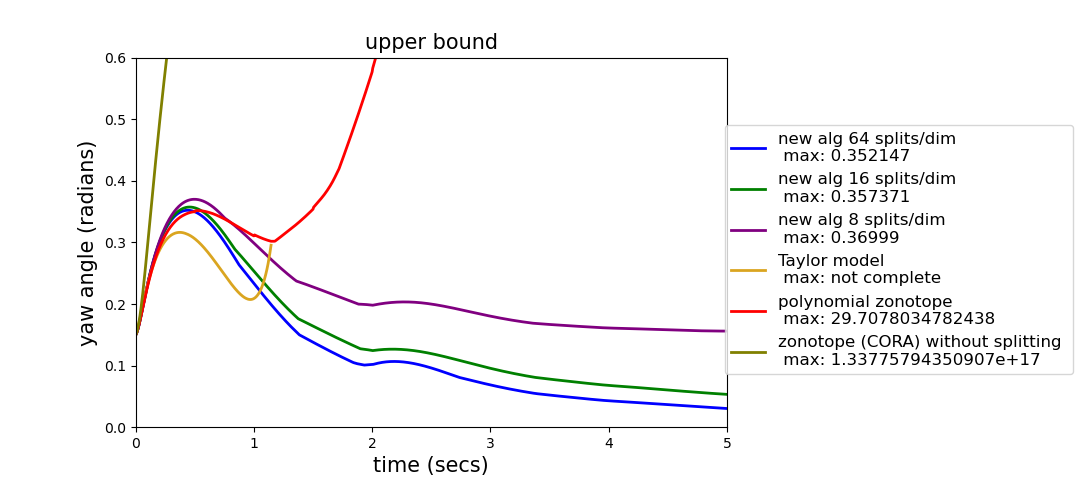 upper bound
yaw angle (radians)
0.6
0.5
0.4
0.3
0.2
0.1
0.0
0
1
2
3
4
5
time (secs)
new alg 64 splits/dim
max: 0.352147
new alg 16 splits/dim
max: 0.357371
new alg 8 splits/dim
max: 0.36999
Taylor model
max: not complete
polynomial zonotope
max: 29.7078034782438
zonotope (CORA) without splitting
max: 1.33775794350907e+17